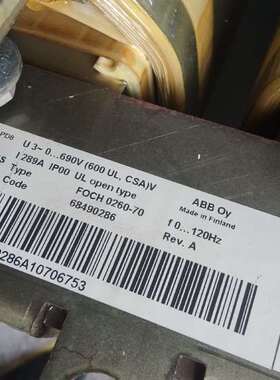 PD8
U 3~ 0...690V (600 UL, CSA)V
I 289A IP00 UL open type
Type FOCH 0260-70
Code 68490286
ABB Oy
Made in Finland
f 0...120Hz
Rev. A
286A10706753